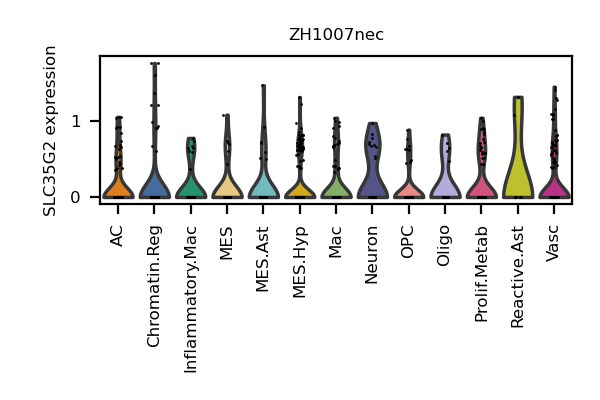 ZH1007nec
SLC35G2 expression
1
0
AC
Chromatin.Reg
Inflammatory.Mac
MES
MES.Ast
MES.Hyp
Mac
Neuron
OPC
Oligo
Prolif.Metab
Reactive.Ast
Vasc